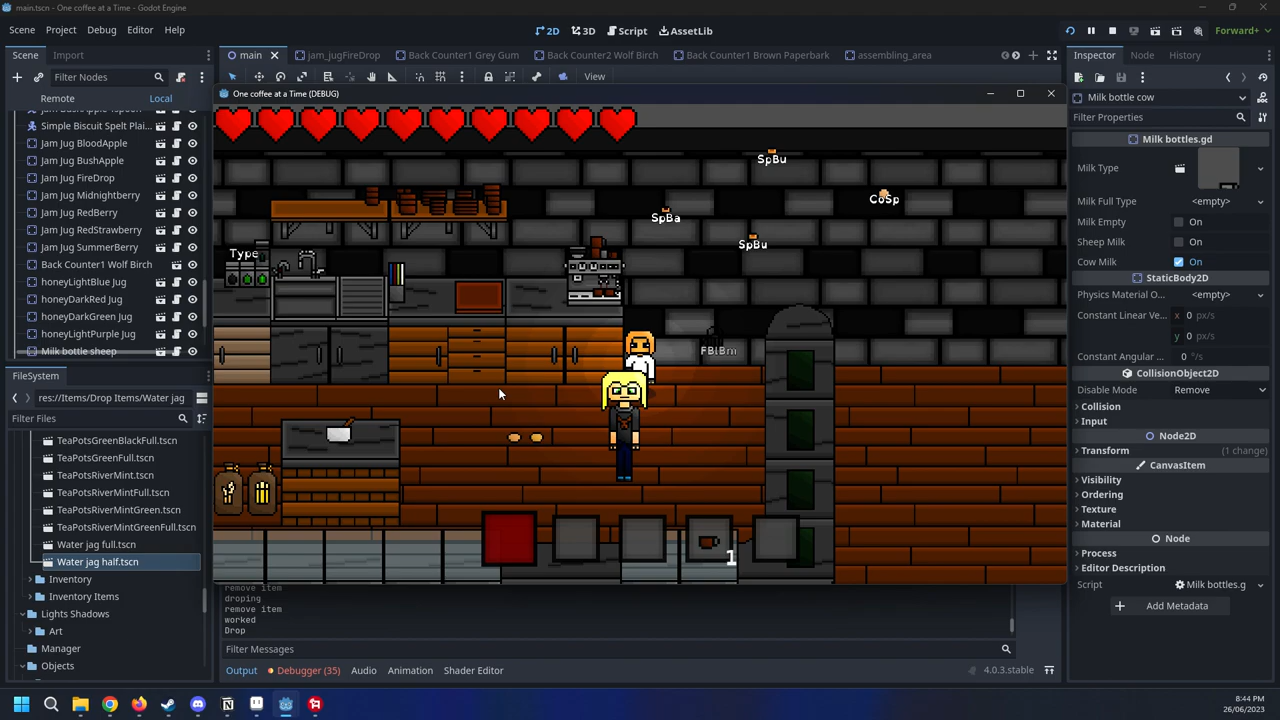 main.tscn - One coffee at a Time - Godot Engine
Scene Project Debug Editor Help
2D 3D Script AssetLib
Forward+
Scene Import
main jam_jugFireDrop Back Counter1 Grey Gum Back Counter2 Wolf Birch Back Counter1 Brown Paperbark assembling_area
Inspector Node History
Filter Nodes
View
Remote Local
Simple Biscuit Spelt Plai...
Jam Jug BloodApple
Jam Jug BushApple
Jam Jug FireDrop
Jam Jug Midnightberry
Jam Jug RedBerry
Jam Jug RedStrawberry
Jam Jug SummerBerry
Back Counter1 Wolf Birch
honeyLightBlue Jug
honeyDarkRed Jug
honeyDarkGreen Jug
honeyLightPurple Jug
Milk bottle sheep
FileSystem
res://Items/Drop Items/Water jag
Filter Files
TeaPotsGreenBlackFull.tscn
TeaPotsGreenFull.tscn
TeaPotsRiverMint.tscn
TeaPotsRiverMintFull.tscn
TeaPotsRiverMintGreen.tscn
TeaPotsRiverMintGreenFull.tscn
Water jag full.tscn
Water jag half.tscn
Inventory
Inventory Items
Lights Shadows
Art
Manager
Objects
One coffee at a Time (DEBUG)
SpBu
CoSp
SpBa
SpBu
Type
FBlBrn
1
remove item
droping
remove item
worked
Drop
Filter Messages
Output Debugger (35) Audio Animation Shader Editor
4.0.3.stable
Milk bottle cow
Filter Properties
Milk bottles.gd
Milk Type
Milk Full Type <empty>
Milk Empty On
Sheep Milk On
Cow Milk On
StaticBody2D
Physics Material O... <empty>
Constant Linear Ve... x 0 px/s
y 0 px/s
Constant Angular ... 0 °/s
CollisionObject2D
Disable Mode Remove
Collision
Input
Node2D
Transform (1 change)
CanvasItem
Visibility
Ordering
Texture
Material
Node
Process
Editor Description
Script Milk bottles.g
Add Metadata
8:44 PM
26/06/2023